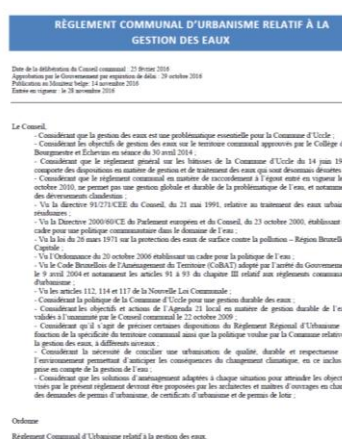 RÈGLEMENT COMMUNAL D'URBANISME RELATIF À LA
GESTION DES EAUX
Date de la délibération du Conseil communal : 25 février 2016
Approbation par le Gouvernement par expiration de délai : 29 octobre 2016
Publication au Moniteur belge: 14 novembre 2016
Entrée en vigueur : le 28 novembre 2016
Le Conseil,
- Considérant que la gestion des eaux est une problématique essentielle pour la Commune d'Uccle ;
- Considérant les objectifs de gestion des eaux sur le territoire communal approuvés par le Collège d
Bourgmestre et Échevins en séance du 30 avril 2014 ;
- Considérant que le règlement général sur les bâtisses de la Commune d'Uccle du 14 juin 19
comporte des dispositions en matière de gestion et de traitement des eaux qui sont désormais désuètes
- Considérant que le règlement communal en matière de raccordement à l'égout entré en vigueur le
octobre 2010, ne permet pas une gestion globale et durable de la problématique de l'eau, et notamme
des déversements clandestins ;
- Vu la directive 91/271/CEE du Conseil, du 21 mai 1991, relative au traitement des eaux urbain
résiduaires ;
- Vu la Directive 2000/60/CE du Parlement européen et du Conseil, du 23 octobre 2000, établissant
cadre pour une politique communautaire dans le domaine de l'eau ;
- Vu la loi du 26 mars 1971 sur la protection des eaux de surface contre la pollution – Région Bruxelle
Capitale ;
- Vu l'Ordonnance du 20 octobre 2006 établissant un cadre pour la politique de l'eau ;
- Vu le Code Bruxellois de l'Aménagement du Territoire (CoBAT) adopté par l'arrêté du Gouverneme
le 9 avril 2004 et notamment les articles 91 à 93 du chapitre III relatif aux règlements communau
d'urbanisme ;
- Vu les articles 112, 114 et 117 de la Nouvelle Loi Communale ;
- Considérant la politique de la Commune d'Uccle pour une gestion durable des eaux ;
- Considérant les objectifs et actions de l'Agenda 21 local en matière de gestion durable de l'ea
validés à l'unanimité par le Conseil communal le 22 octobre 2009 ;
- Considérant qu'il s'agit de préciser certaines dispositions du Règlement Régional d'Urbanisme
fonction de la spécificité du territoire communal ainsi que la politique voulue par la Commune relative
la gestion des eaux, à différents niveaux ;
- Considérant la nécessité de concilier une urbanisation de qualité, durable et respectueuse
l'environnement permettant d'anticiper les conséquences du changement climatique, en ce inclus
prise en compte de la gestion de l'eau ;
- Considérant que les solutions d'aménagement adaptées à chaque situation pour atteindre les object
visés par le présent règlement devront être proposées par les architectes et maîtres d'ouvrages en char
des demandes de permis d'urbanisme, de certificats d'urbanisme et de permis de lotir ;
Ordonne
Règlement Communal d'Urbanisme relatif à la gestion des eaux.